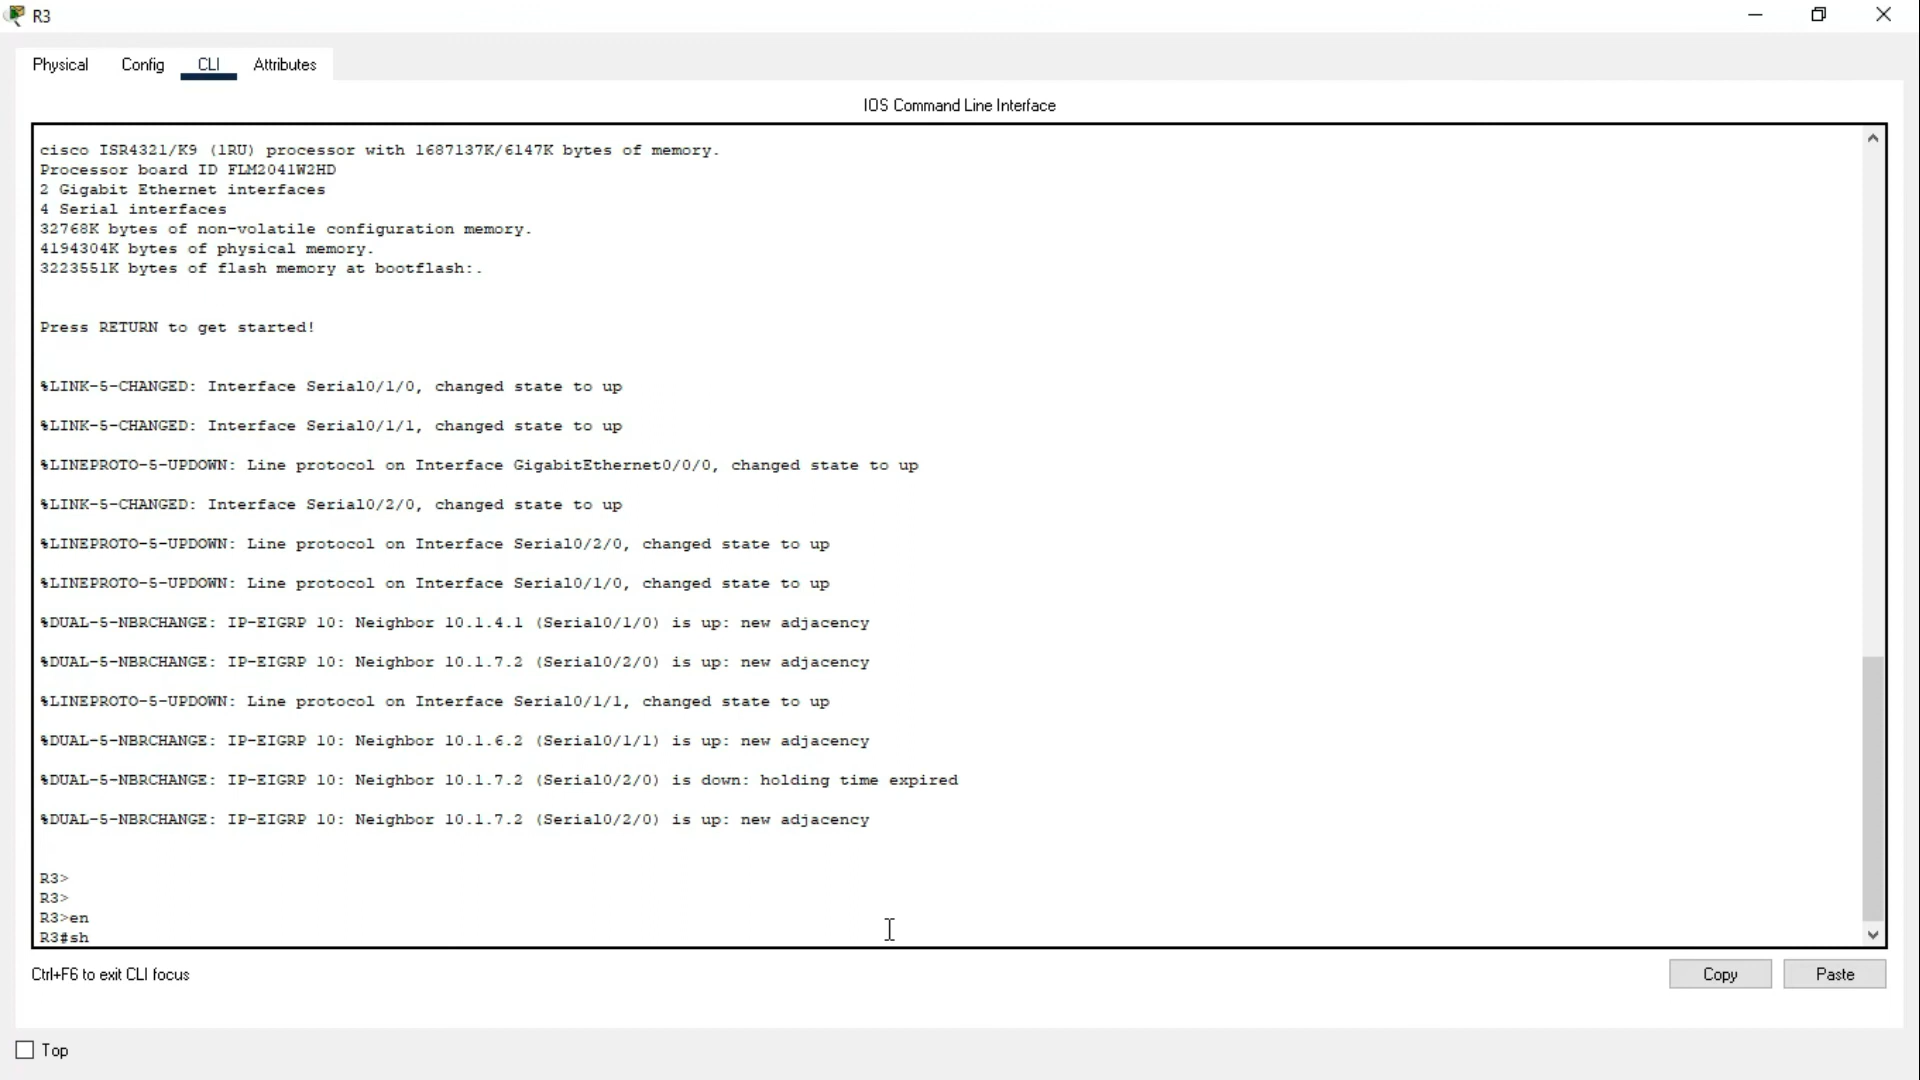 R3
Physical Config CLI Attributes
IOS Command Line Interface
cisco ISR4321/K9 (1RU) processor with 1687137K/6147K bytes of memory.
Processor board ID FLM2041W2HD
2 Gigabit Ethernet interfaces
4 Serial interfaces
32768K bytes of non-volatile configuration memory.
4194304K bytes of physical memory.
3223551K bytes of flash memory at bootflash:.
Press RETURN to get started!
%LINK-5-CHANGED: Interface Serial0/1/0, changed state to up
%LINK-5-CHANGED: Interface Serial0/1/1, changed state to up
%LINEPROTO-5-UPDOWN: Line protocol on Interface GigabitEthernet0/0/0, changed state to up
%LINK-5-CHANGED: Interface Serial0/2/0, changed state to up
%LINEPROTO-5-UPDOWN: Line protocol on Interface Serial0/2/0, changed state to up
%LINEPROTO-5-UPDOWN: Line protocol on Interface Serial0/1/0, changed state to up
%DUAL-5-NBRCHANGE: IP-EIGRP 10: Neighbor 10.1.4.1 (Serial0/1/0) is up: new adjacency
%DUAL-5-NBRCHANGE: IP-EIGRP 10: Neighbor 10.1.7.2 (Serial0/2/0) is up: new adjacency
%LINEPROTO-5-UPDOWN: Line protocol on Interface Serial0/1/1, changed state to up
%DUAL-5-NBRCHANGE: IP-EIGRP 10: Neighbor 10.1.6.2 (Serial0/1/1) is up: new adjacency
%DUAL-5-NBRCHANGE: IP-EIGRP 10: Neighbor 10.1.7.2 (Serial0/2/0) is down: holding time expired
%DUAL-5-NBRCHANGE: IP-EIGRP 10: Neighbor 10.1.7.2 (Serial0/2/0) is up: new adjacency
R3>
R3>
R3>en
R3#sh
Ctrl+F6 to exit CLI focus
Copy Paste
Top